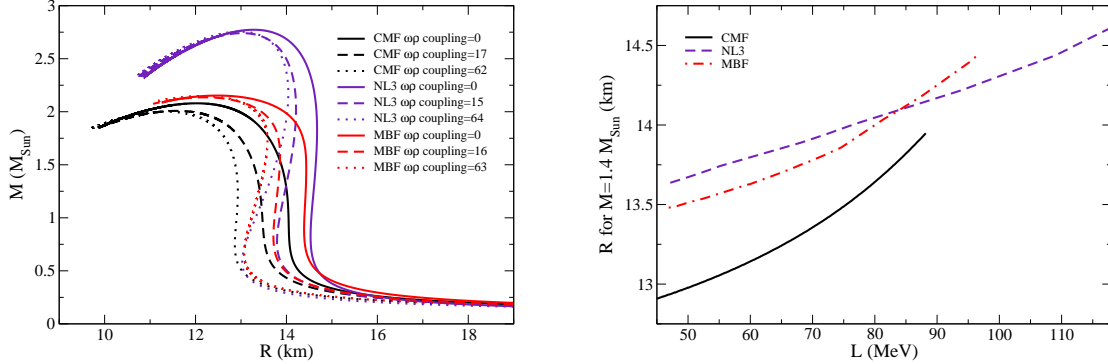 3
2.5
2
1.5
1
0.5
0
M (M_Sun)
10 12 14 16 18
R (km)
CMF ωρ coupling=0
CMF ωρ coupling=17
CMF ωρ coupling=62
NL3 ωρ coupling=0
NL3 ωρ coupling=15
NL3 ωρ coupling=64
MBF ωρ coupling=0
MBF ωρ coupling=16
MBF ωρ coupling=63
14.5
14
13.5
13
R for M=1.4 M_Sun (km)
50 60 70 80 90 100 110
L (MeV)
CMF
NL3
MBF